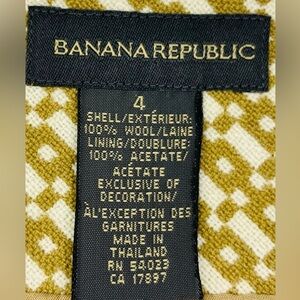 BANANA REPUBLIC
4
SHELL/EXTÉRIEUR:
100% WOOL/LAINE
LINING/DOUBLURE:
100% ACETATE/
ACÉTATE
EXCLUSIVE OF
DECORATION/
À L'EXCEPTION DES
GARNITURES
MADE IN
THAILAND
RN 54023
CA 17897